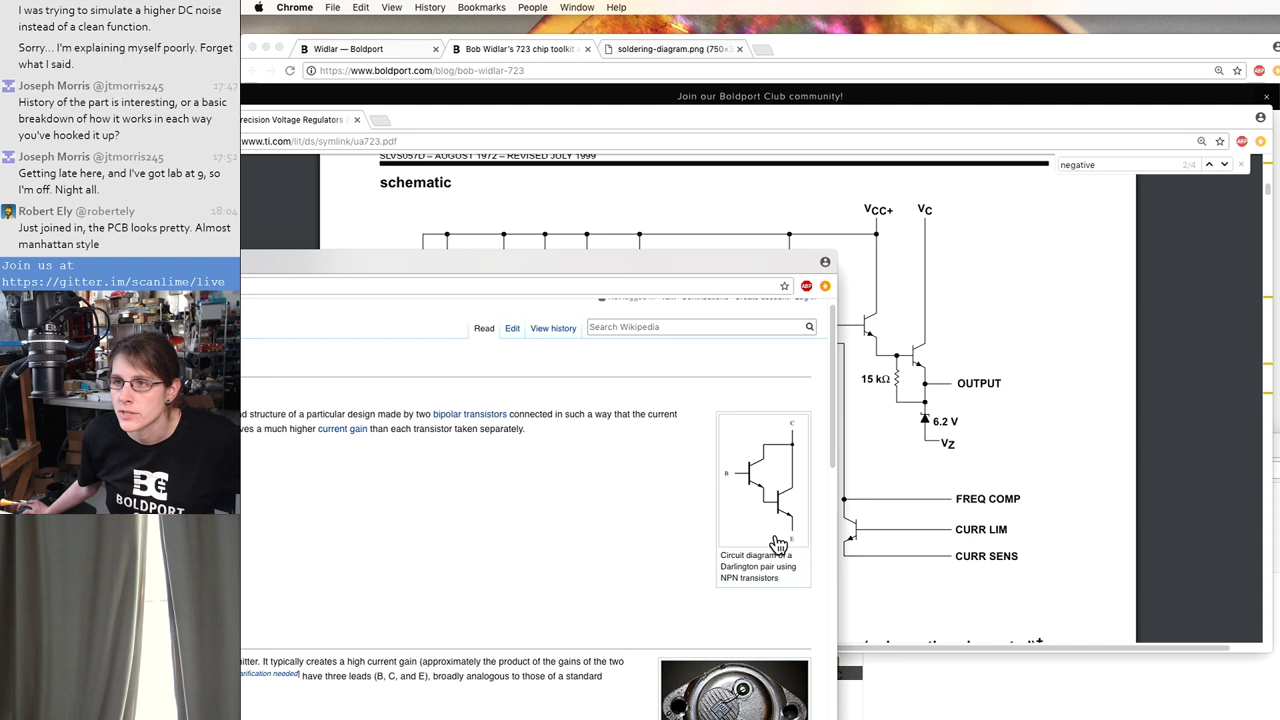 I was trying to simulate a higher DC noise
instead of a clean function.
Sorry... I'm explaining myself poorly. Forget
what I said.
Joseph Morris @jtmorris245 17:47
History of the part is interesting, or a basic
breakdown of how it works in each way
you've hooked it up?
Joseph Morris @jtmorris245 17:52
Getting late here, and I've got lab at 9, so
I'm off. Night all.
Robert Ely @robertely 18:04
Just joined in, the PCB looks pretty. Almost
manhattan style
Join us at
https://gitter.im/scanlime/live
BOLDPORT
Chrome File Edit View History Bookmarks People Window Help
Widlar — Boldport
Bob Widlar's 723 chip toolkit a
soldering-diagram.png (750×
https://www.boldport.com/blog/bob-widlar-723
Join our Boldport Club community!
recision Voltage Regulators
www.ti.com/lit/ds/symlink/ua723.pdf
negative 2/4
SLVS057D – AUGUST 1972 – REVISED JULY 1999
schematic
VCC+
VC
15 kΩ
OUTPUT
6.2 V
VZ
FREQ COMP
CURR LIM
CURR SENS
Read Edit View history
Search Wikipedia
d structure of a particular design made by two bipolar transistors connected in such a way that the current
ves a much higher current gain than each transistor taken separately.
C
B
E
Circuit diagram of a
Darlington pair using
NPN transistors
itter. It typically creates a high current gain (approximately the product of the gains of the two
arification needed] have three leads (B, C, and E), broadly analogous to those of a standard